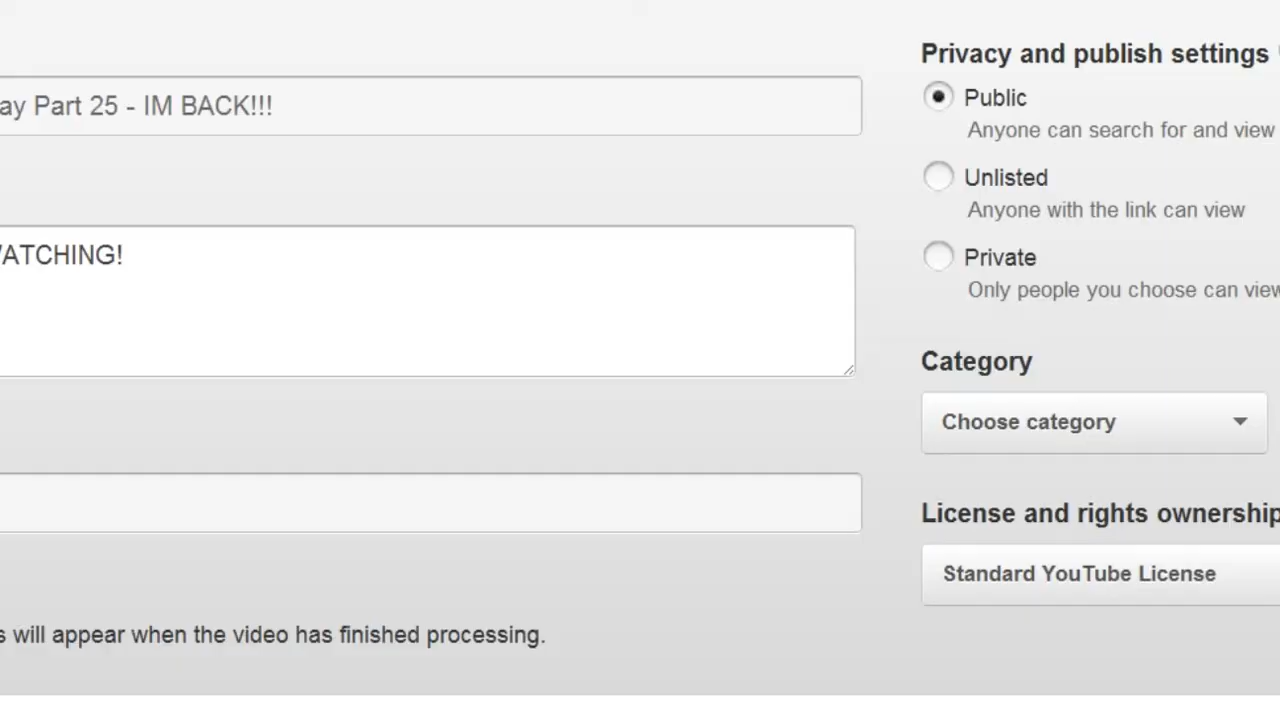 ay Part 25 - IM BACK!!!
WATCHING!
s will appear when the video has finished processing.
Privacy and publish settings
Public
Anyone can search for and view
Unlisted
Anyone with the link can view
Private
Only people you choose can view
Category
Choose category
License and rights ownership
Standard YouTube License